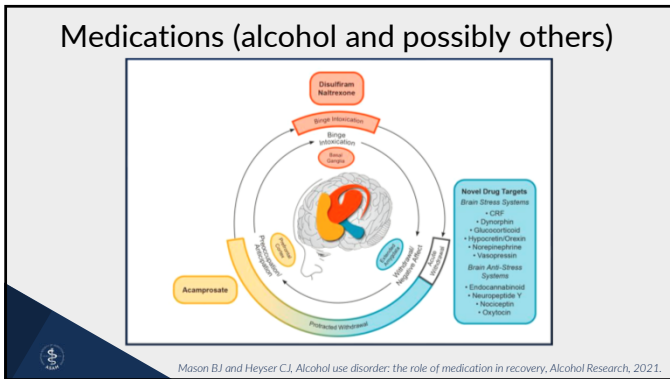 Medications (alcohol and possibly others)
Disulfiram
Naltrexone
Binge Intoxication
Binge
Intoxication
Basal
Ganglia
Preoccupation/
Anticipation
Prefrontal
Cortex
Extended
Amygdala
Withdrawal/
Negative Affect
Acute
Withdrawal
Acamprosate
Protracted Withdrawal
Novel Drug Targets
Brain Stress Systems
• CRF
• Dynorphin
• Glucocorticoid
• Hypocretin/Orexin
• Norepinephrine
• Vasopressin
Brain Anti-Stress
Systems
• Endocannabinoid
• Neuropeptide Y
• Nociceptin
• Oxytocin
ASAM
Mason BJ and Heyser CJ, Alcohol use disorder: the role of medication in recovery, Alcohol Research, 2021.